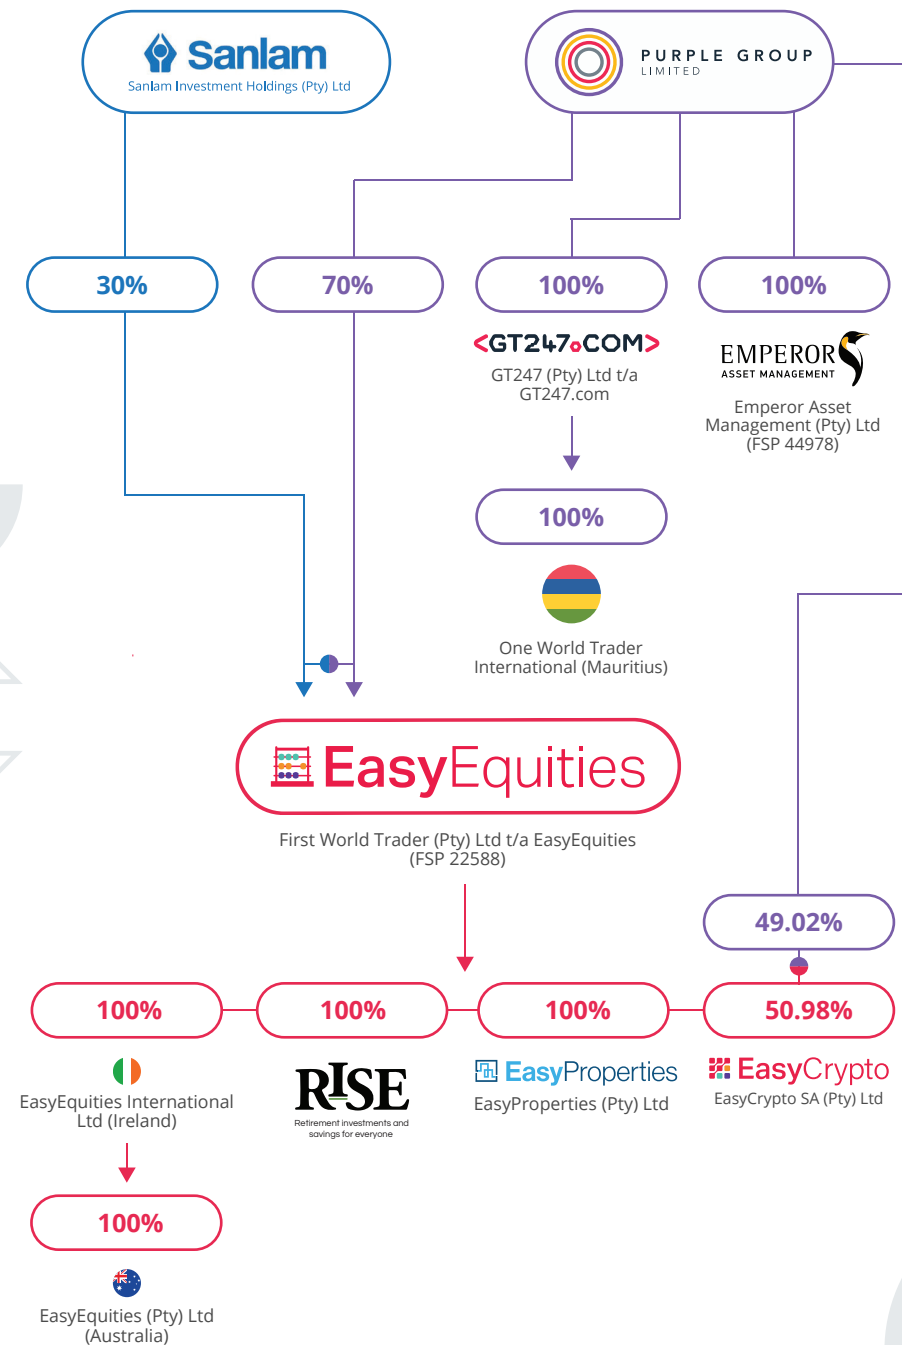 Sanlam
Sanlam Investment Holdings (Pty) Ltd
PURPLE GROUP
LIMITED
30%
70%
100%
100%
<GT247.COM>
GT247 (Pty) Ltd t/a
GT247.com
EMPEROR
ASSET MANAGEMENT
Emperor Asset
Management (Pty) Ltd
(FSP 44978)
100%
One World Trader
International (Mauritius)
EasyEquities
First World Trader (Pty) Ltd t/a EasyEquities
(FSP 22588)
49.02%
100%
100%
100%
50.98%
EasyEquities International
Ltd (Ireland)
RISE
Retirement investments and
savings for everyone
EasyProperties
EasyProperties (Pty) Ltd
EasyCrypto
EasyCrypto SA (Pty) Ltd
100%
EasyEquities (Pty) Ltd
(Australia)